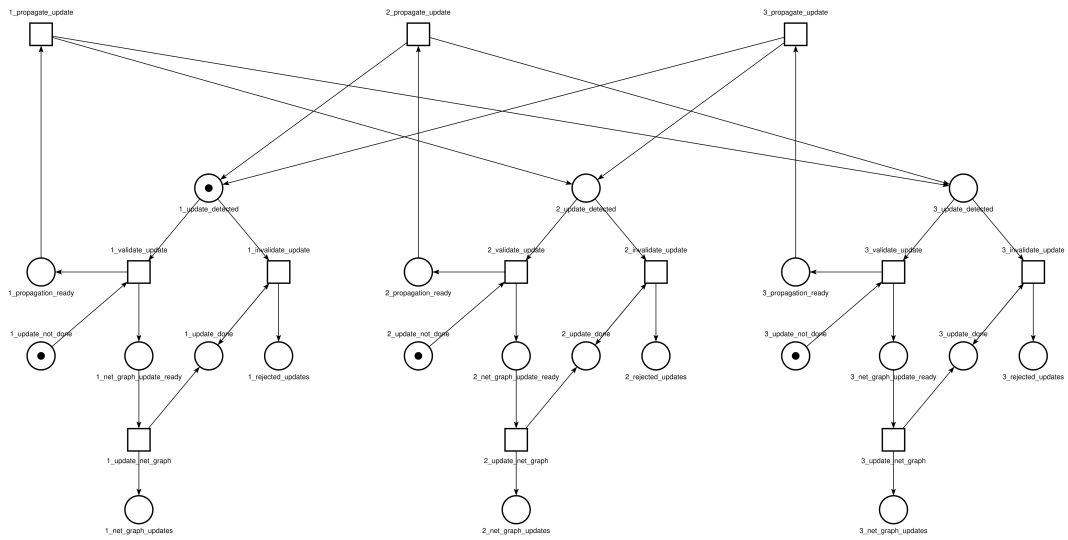 1_propagate_update
2_propagate_update
3_propagate_update
1_update_detected
2_update_detected
3_update_detected
1_validate_update
1_invalidate_update
2_validate_update
2_invalidate_update
3_validate_update
3_invalidate_update
1_propagation_ready
2_propagation_ready
3_propagation_ready
1_update_not_done
1_update_done
2_update_not_done
2_update_done
3_update_not_done
3_update_done
1_net_graph_update_ready
1_rejected_updates
2_net_graph_update_ready
2_rejected_updates
3_net_graph_update_ready
3_rejected_updates
1_update_net_graph
2_update_net_graph
3_update_net_graph
1_net_graph_updates
2_net_graph_updates
3_net_graph_updates